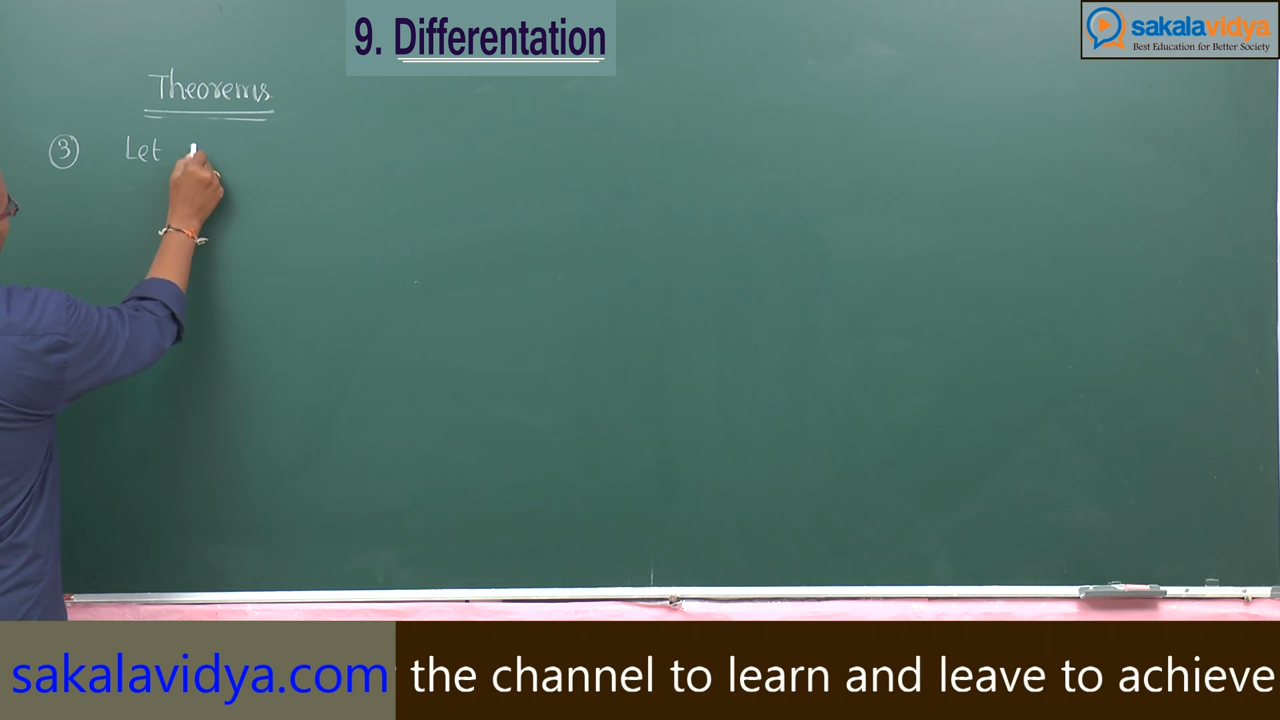 9. Differentation
sakalavidya
Best Education for Better Society
Theorems
3 Let
sakalavidya.com the channel to learn and leave to achieve